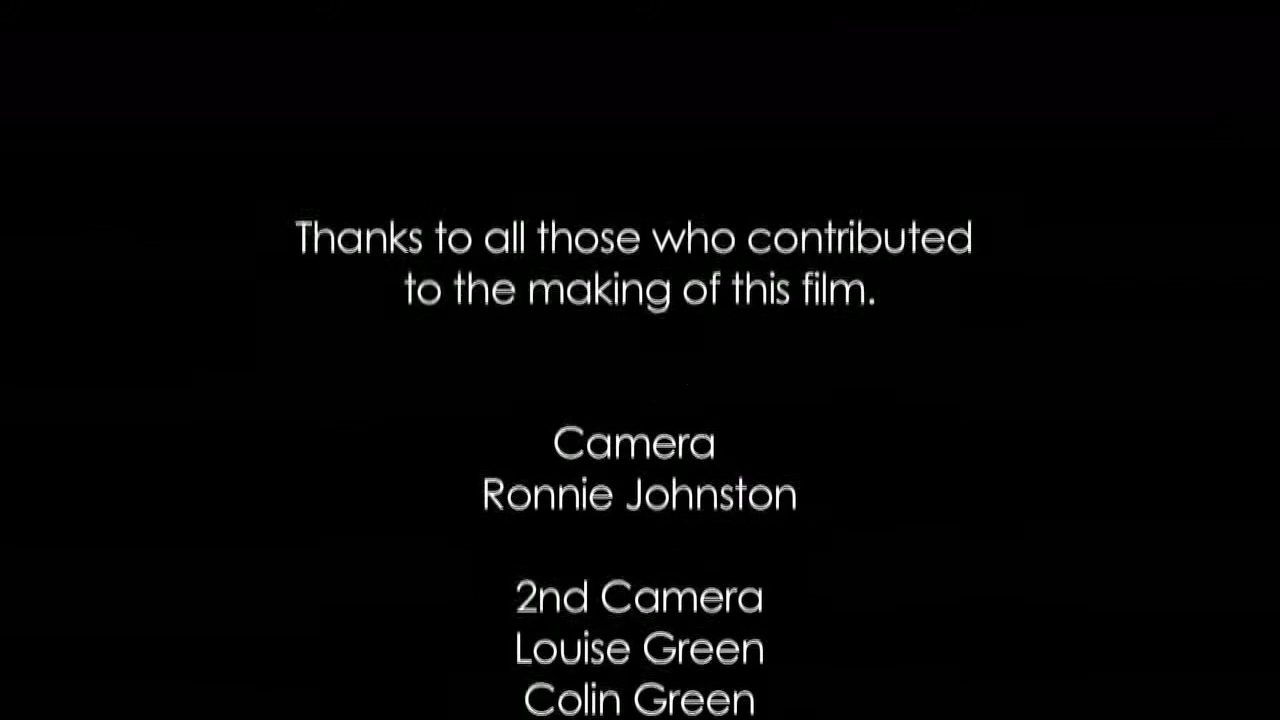 Thanks to all those who contributed
to the making of this film.
Camera
Ronnie Johnston
2nd Camera
Louise Green
Colin Green